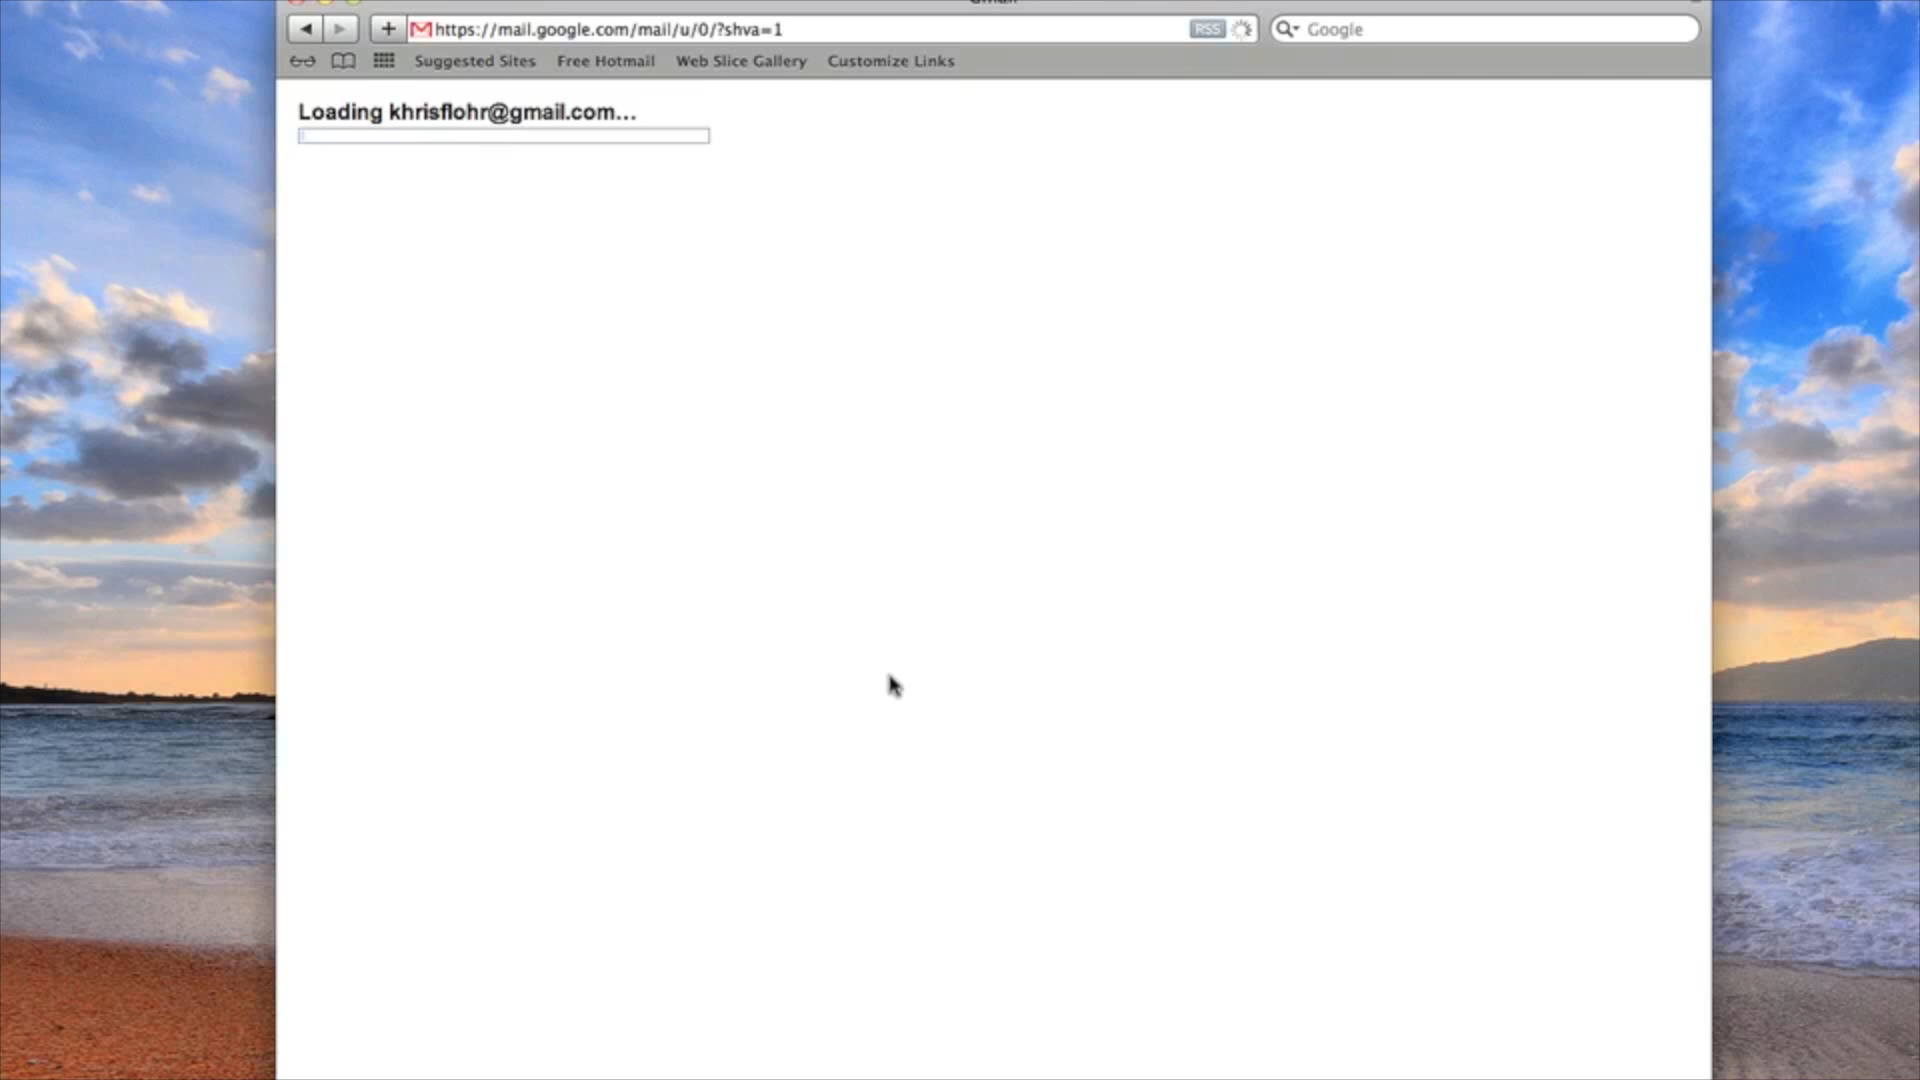 Gmail
https://mail.google.com/mail/u/0/?shva=1
RSS
Google
Suggested Sites
Free Hotmail
Web Slice Gallery
Customize Links
Loading khrisflohr@gmail.com...